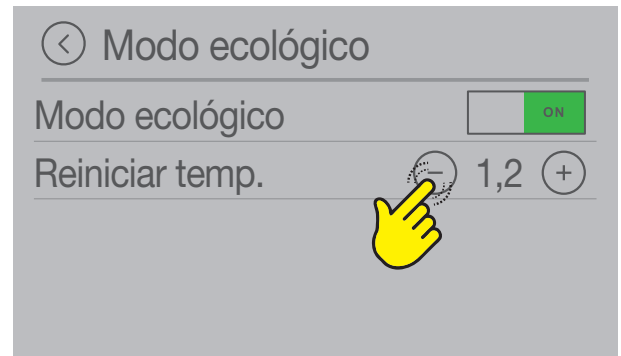 Modo ecológico
Modo ecológico ON
Reiniciar temp. − 1,2 +